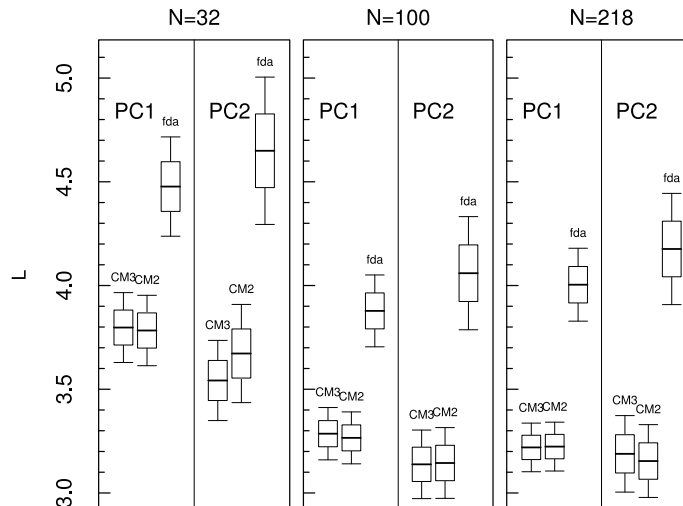 N=32 N=100 N=218
5.0
PC1 PC2 PC1 PC2 PC1 PC2
fda fda fda fda fda fda
4.5
L
4.0
CM3 CM2 CM3 CM2 CM3 CM2 CM3 CM2 CM3 CM2 CM3 CM2
3.5
3.0